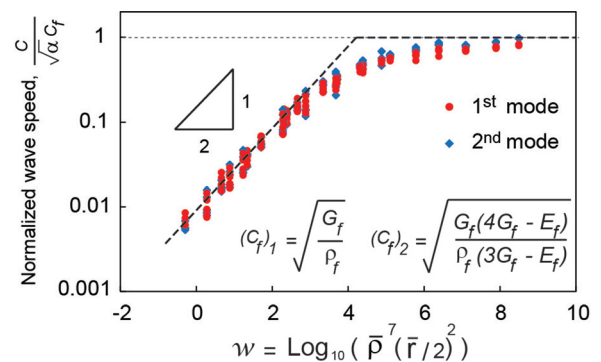 Normalized wave speed, C / √α C_f
1
0.1
0.01
0.001
1
2
1st mode
2nd mode
(C_f)_1 = √(G_f / ρ_f)
(C_f)_2 = √(G_f (4G_f - E_f) / ρ_f (3G_f - E_f))
-2 0 2 4 6 8 10
𝓌 = Log₁₀( ρ̄ ⁷ (r̄/2)² )